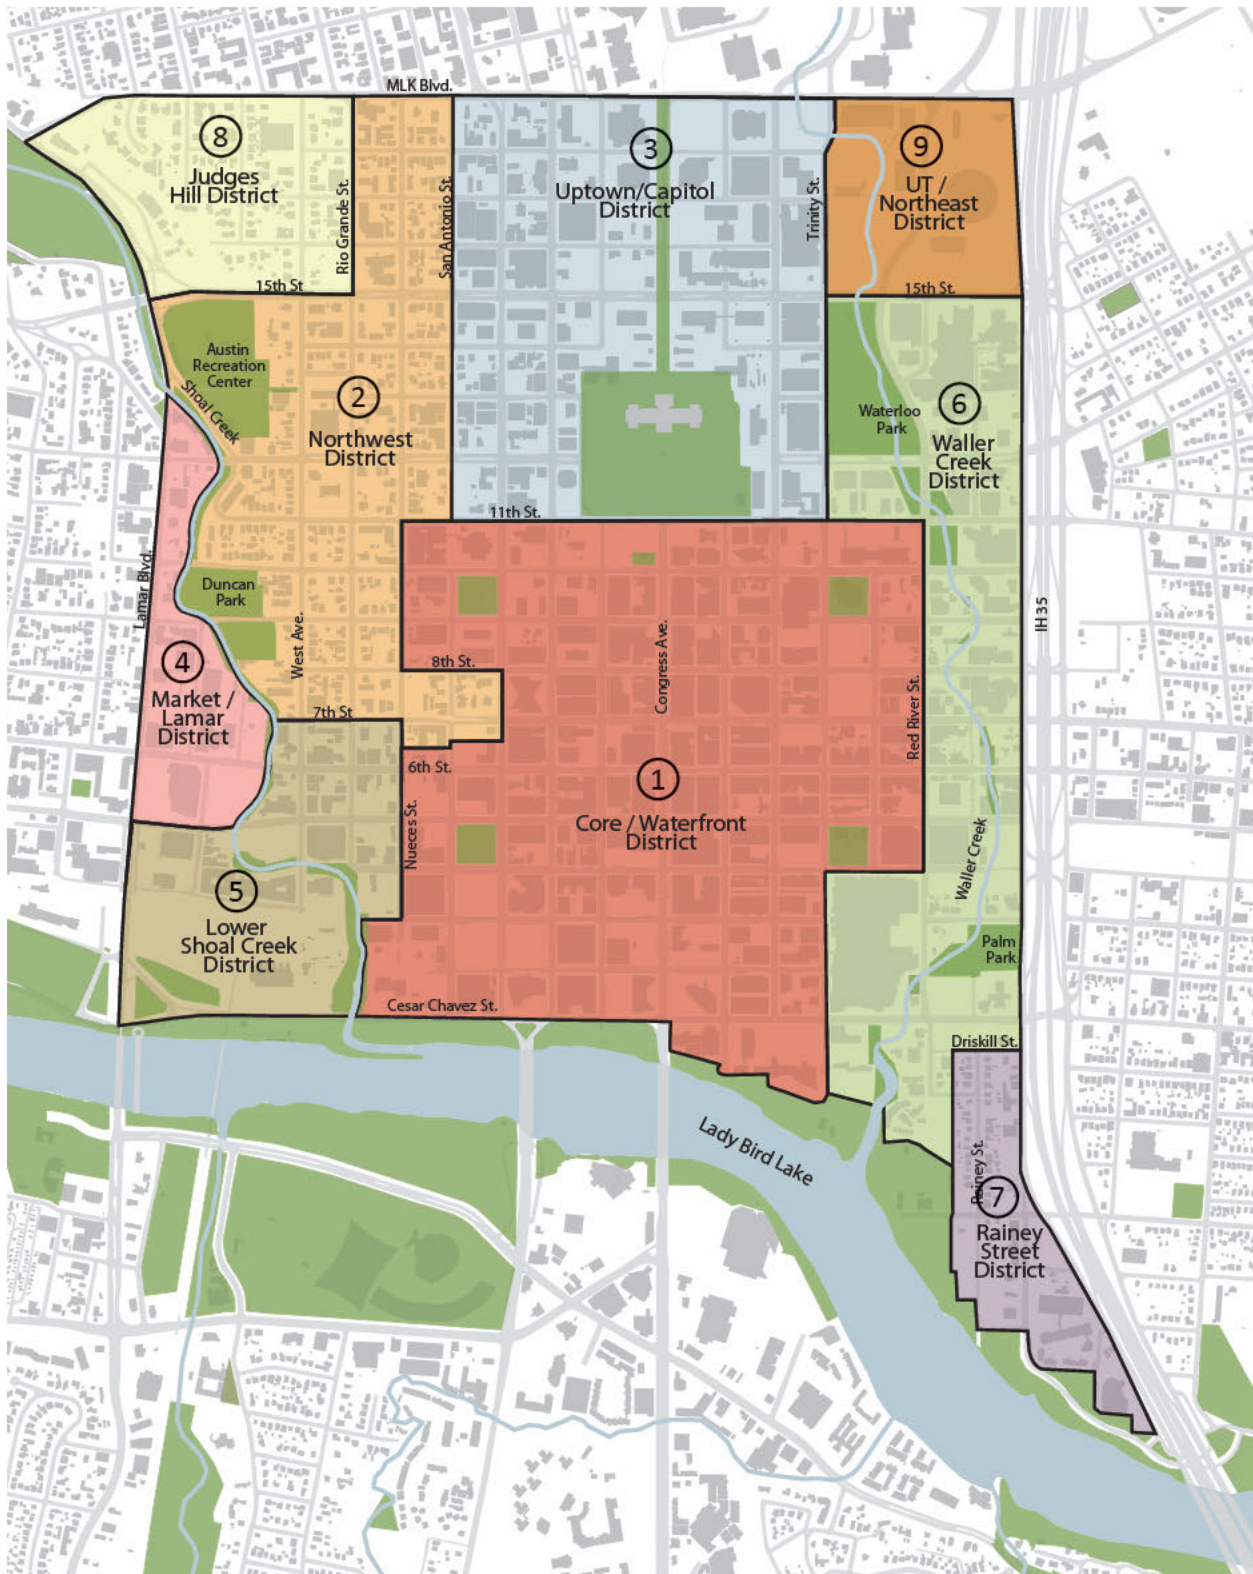 MLK Blvd.
8
Judges
Hill District
Rio Grande St.
San Antonio St.
3
Uptown/Capitol
District
Trinity St.
9
UT /
Northeast
District
15th St
15th St.
Austin
Recreation
Center
Shoal Creek
2
Northwest
District
Waterloo
Park
6
Waller
Creek
District
11th St.
Lamar Blvd.
Duncan
Park
West Ave.
IH 35
4
Market /
Lamar
District
8th St.
Congress Ave.
Red River St.
7th St
6th St.
1
Core / Waterfront
District
Nueces St.
Waller Creek
5
Lower
Shoal Creek
District
Palm
Park
Cesar Chavez St.
Driskill St.
Lady Bird Lake
Rainey St.
7
Rainey
Street
District